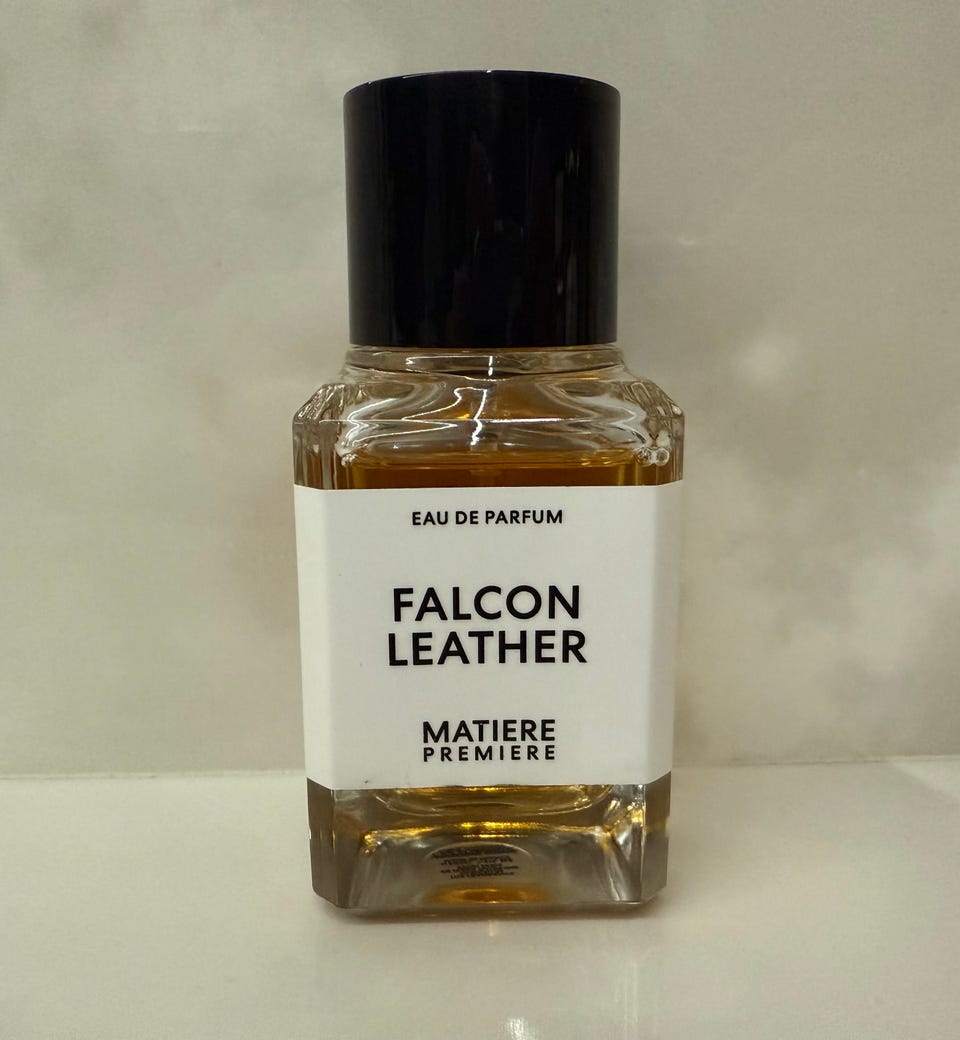 EAU DE PARFUM
FALCON
LEATHER
MATIERE
PREMIERE